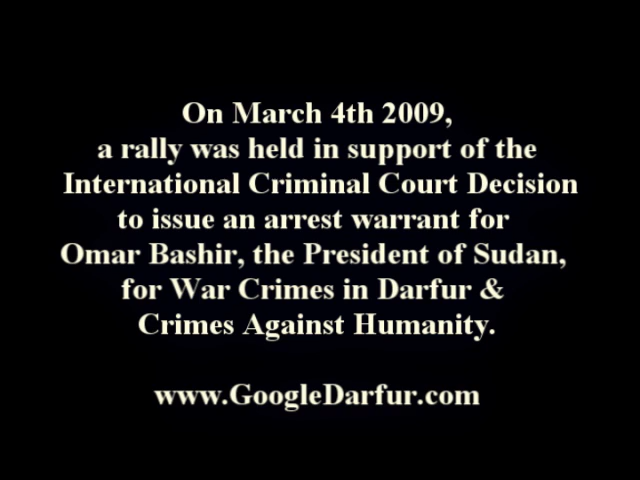 On March 4th 2009,
a rally was held in support of the
International Criminal Court Decision
to issue an arrest warrant for
Omar Bashir, the President of Sudan,
for War Crimes in Darfur &
Crimes Against Humanity.
www.GoogleDarfur.com